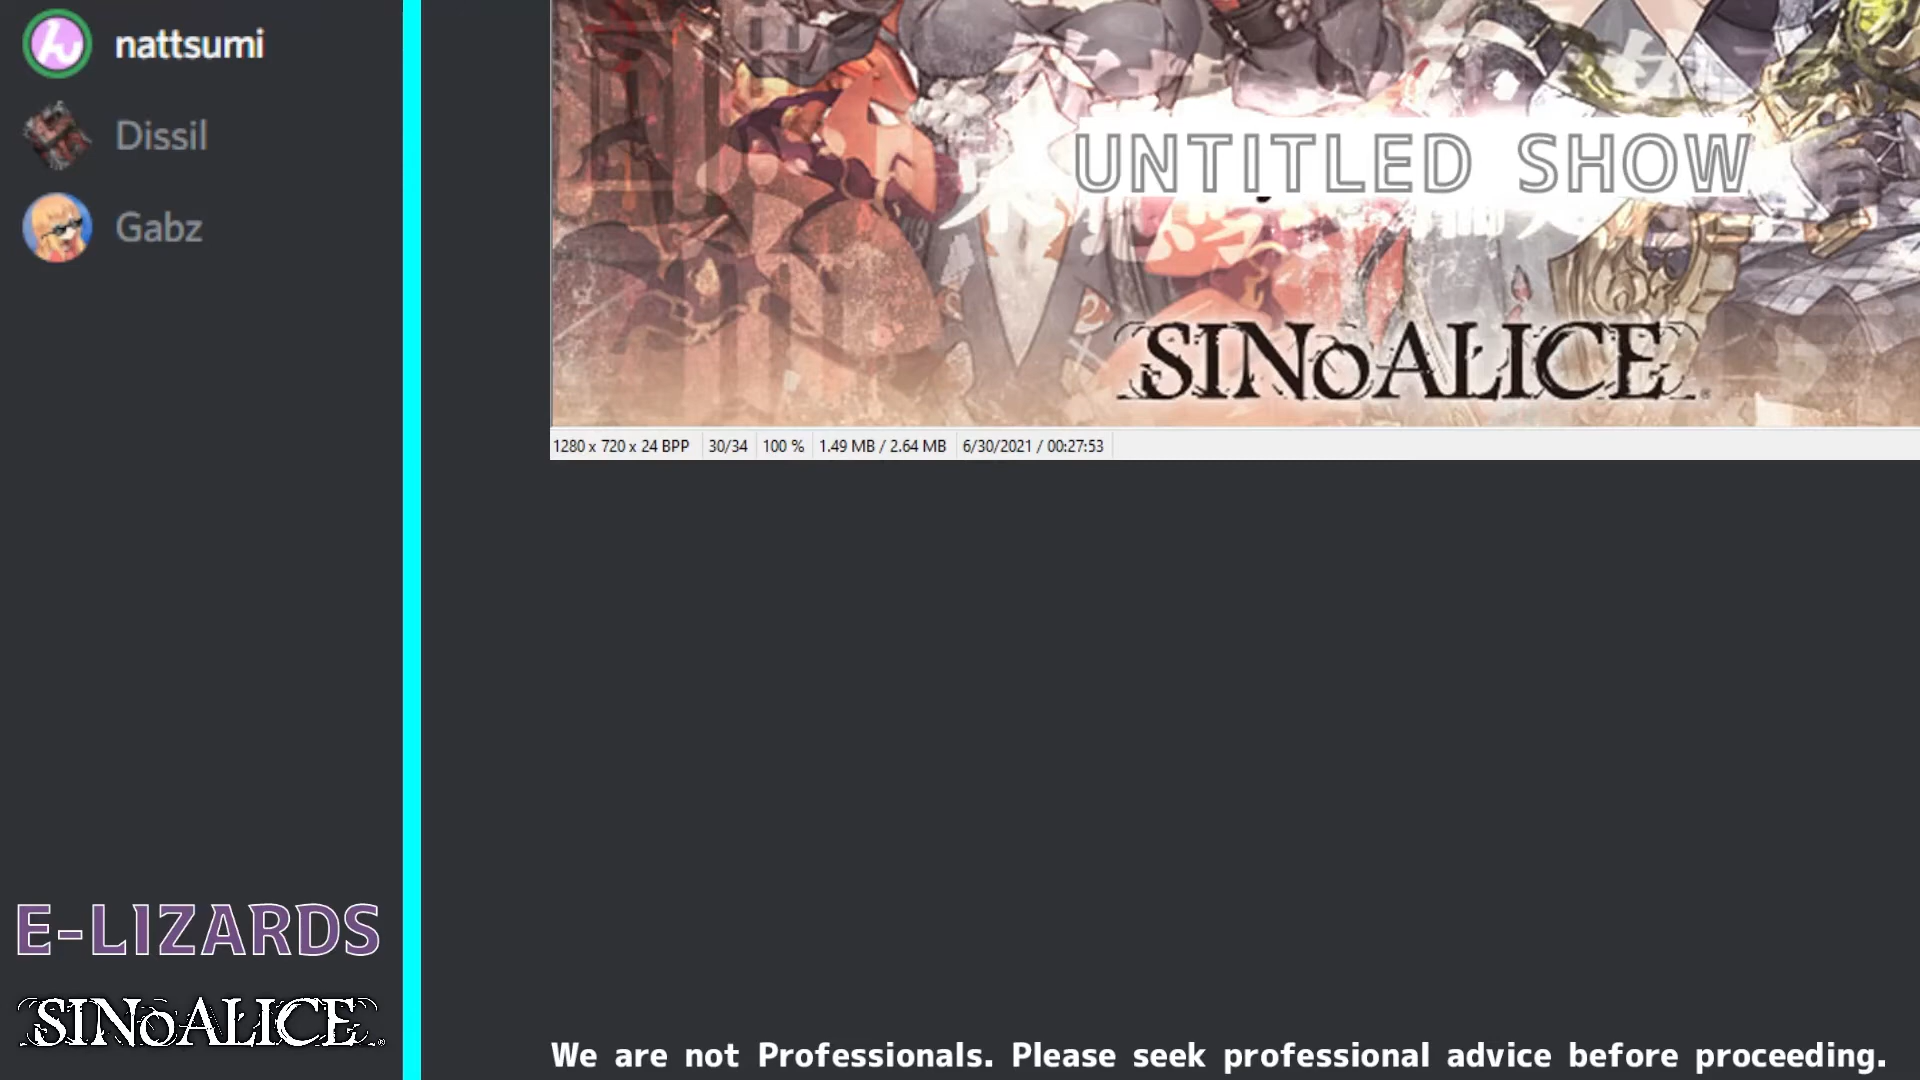 nattsumi
Dissil
Gabz
UNTITLED SHOW
SINoALICE
1280 x 720 x 24 BPP 30/34 100 % 1.49 MB / 2.64 MB 6/30/2021 / 00:27:53
E-LIZARDS
SINoALICE
We are not Professionals. Please seek professional advice before proceeding.